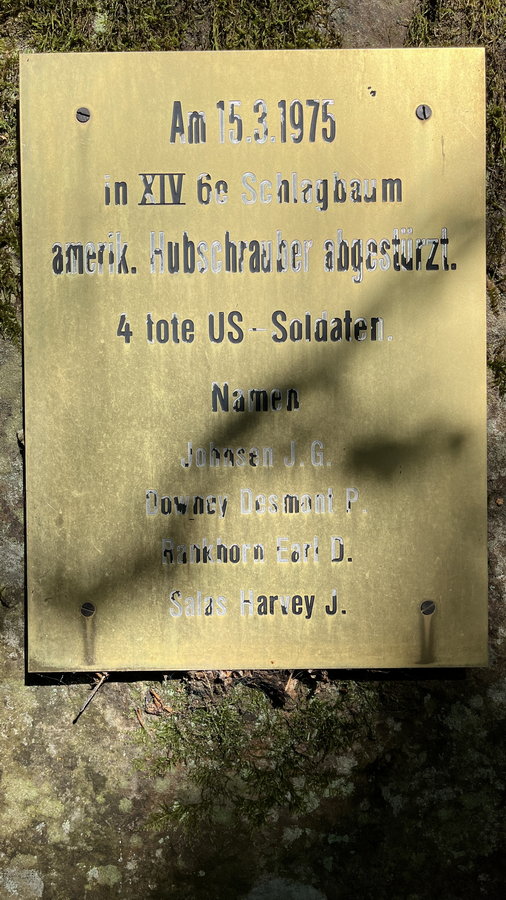 Am 15.3.1975
in XIV 6e Schlagbaum
amerik. Hubschrauber abgestürzt.
4 tote US-Soldaten.
Namen
Johnsen J.G.
Downey Desmont P.
Bankhorn Earl D.
Salas Harvey J.